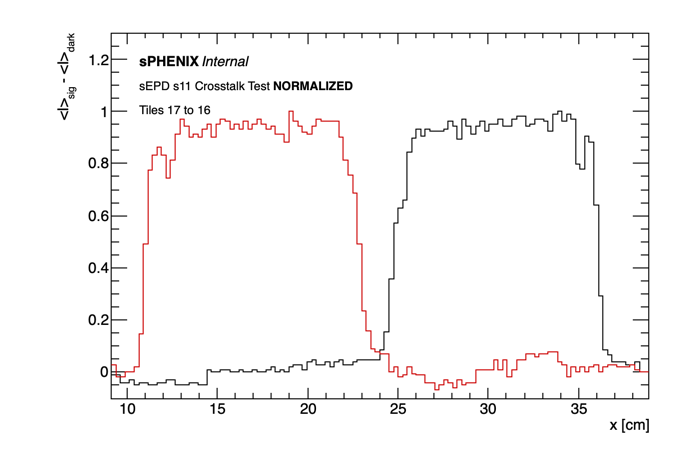 <I>sig - <I>dark
sPHENIX Internal
sEPD s11 Crosstalk Test NORMALIZED
Tiles 17 to 16
1.2
1
0.8
0.6
0.4
0.2
0
10 15 20 25 30 35
x [cm]